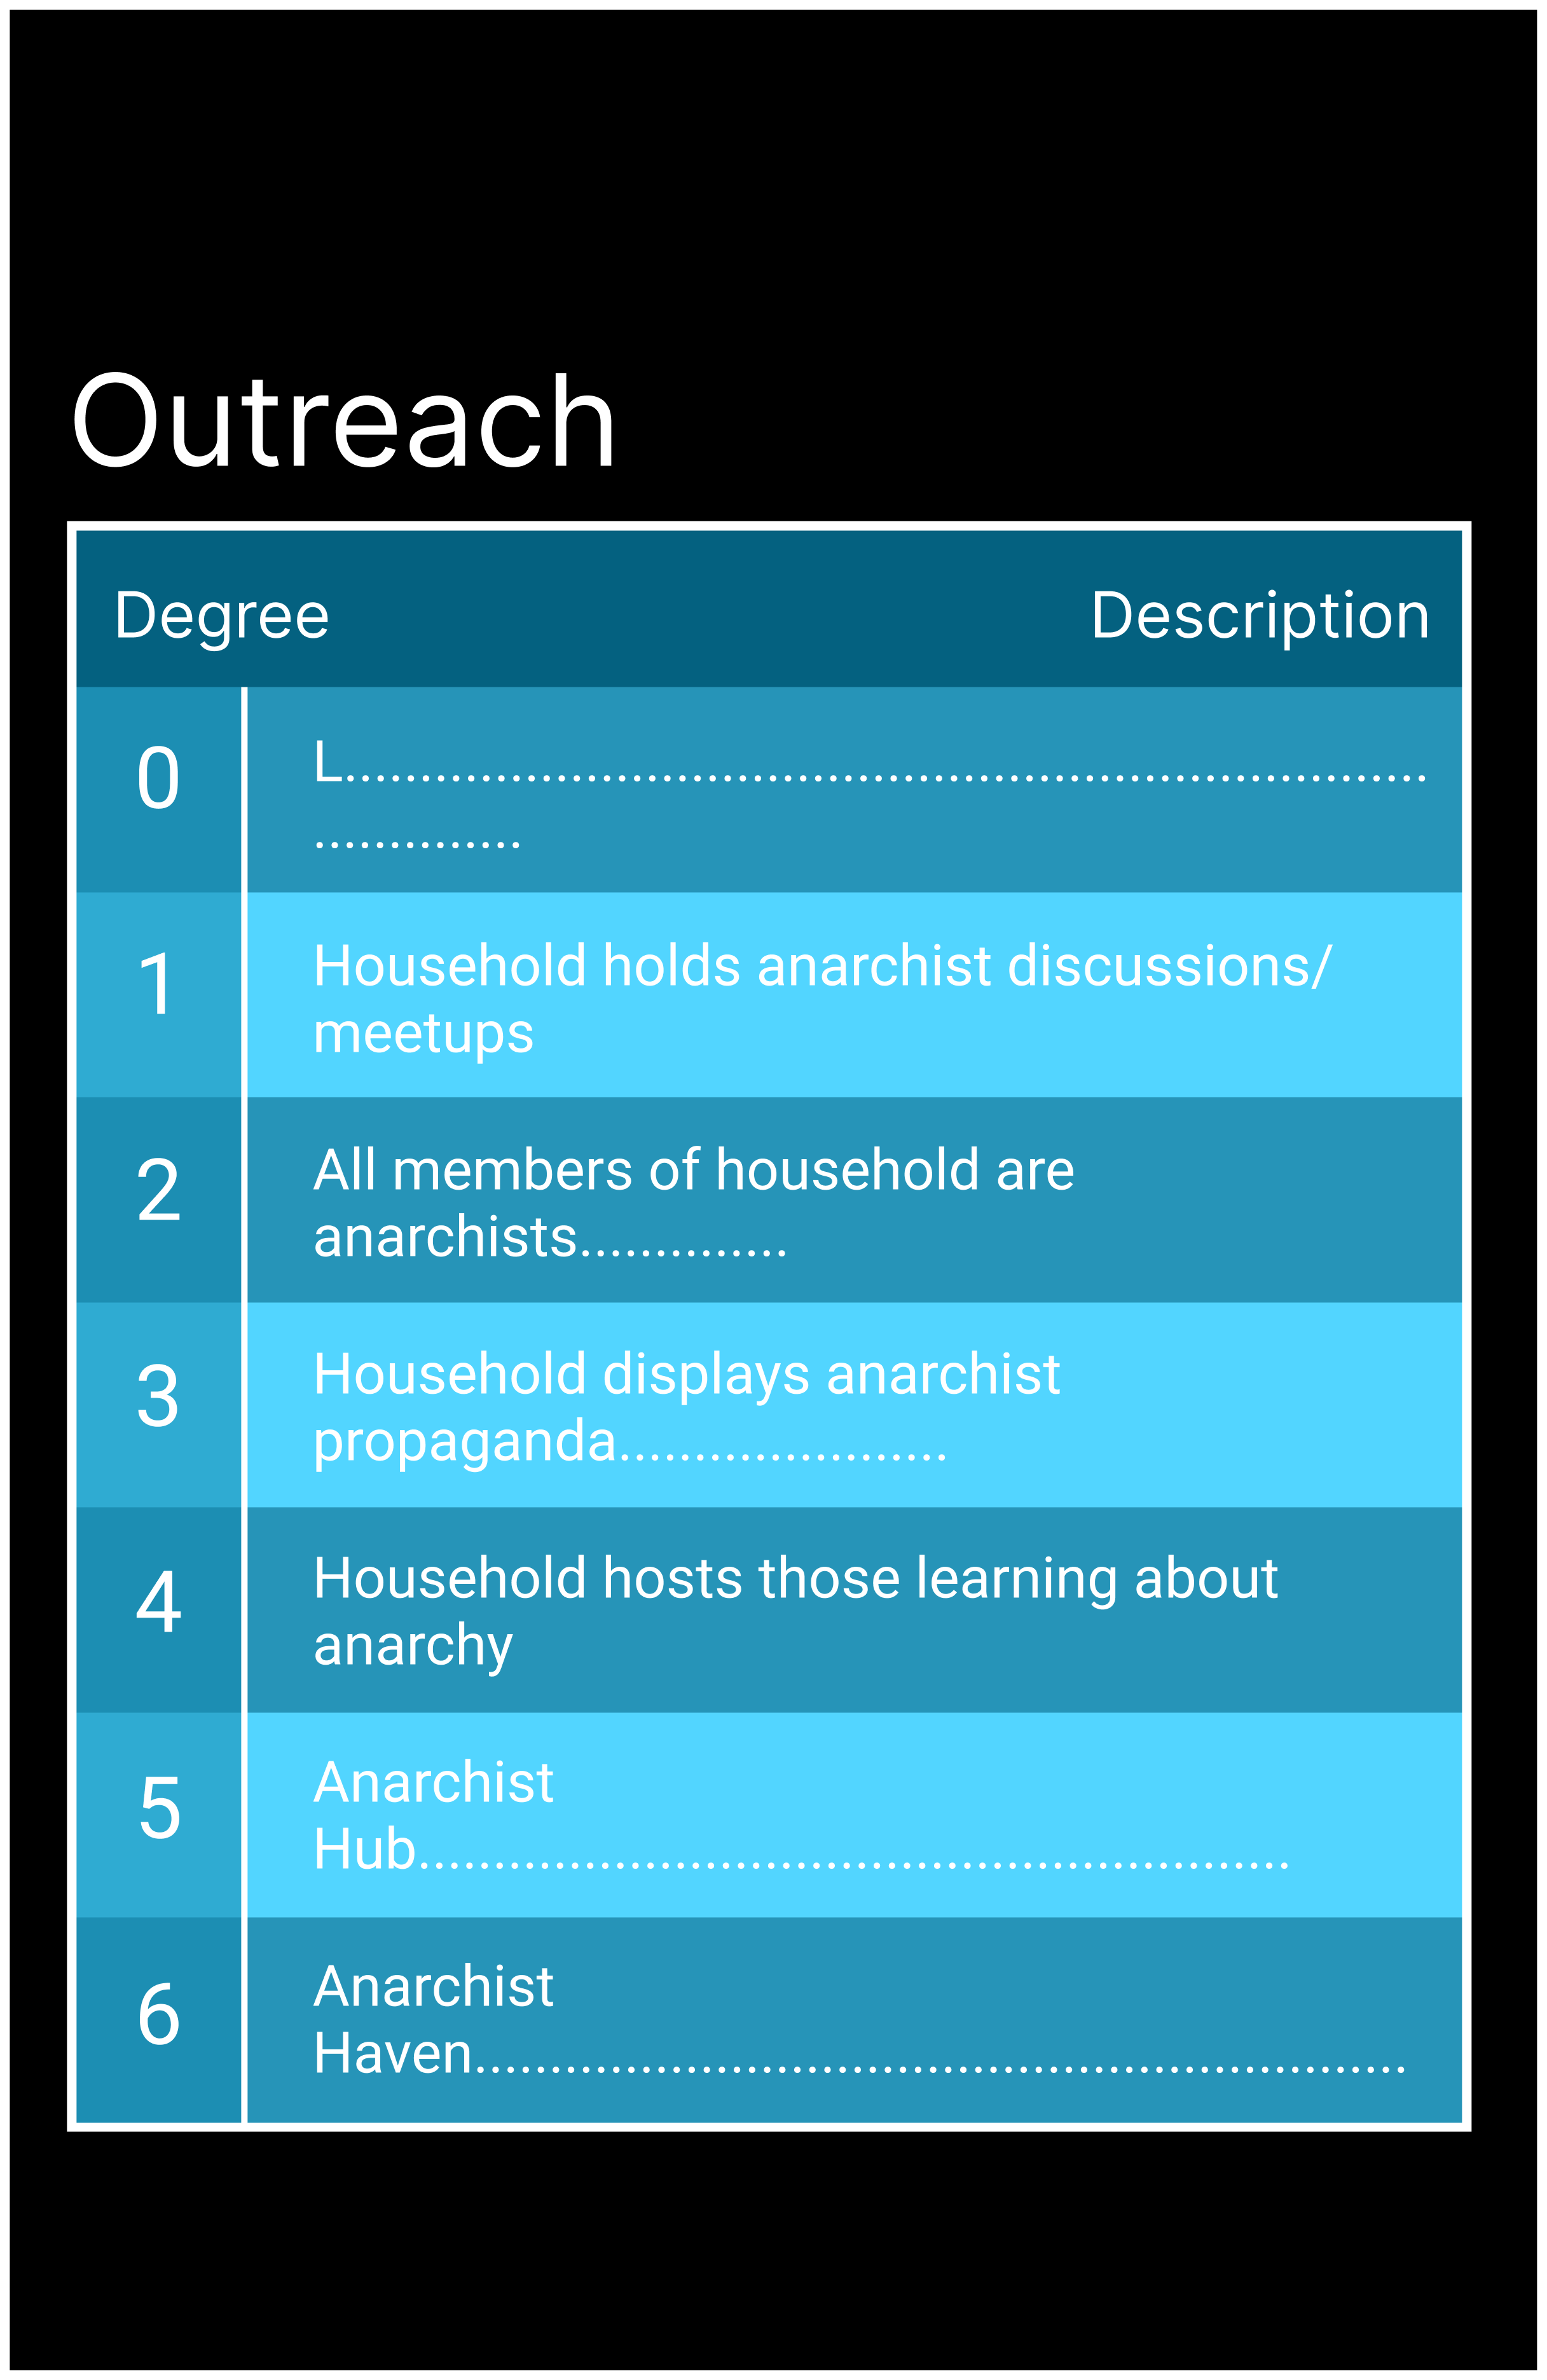 Outreach
Degree Description
0 L........................................................................
..............
1 Household holds anarchist discussions/
meetups
2 All members of household are
anarchists..............
3 Household displays anarchist
propaganda......................
4 Household hosts those learning about
anarchy
5 Anarchist
Hub..........................................................
6 Anarchist
Haven..............................................................